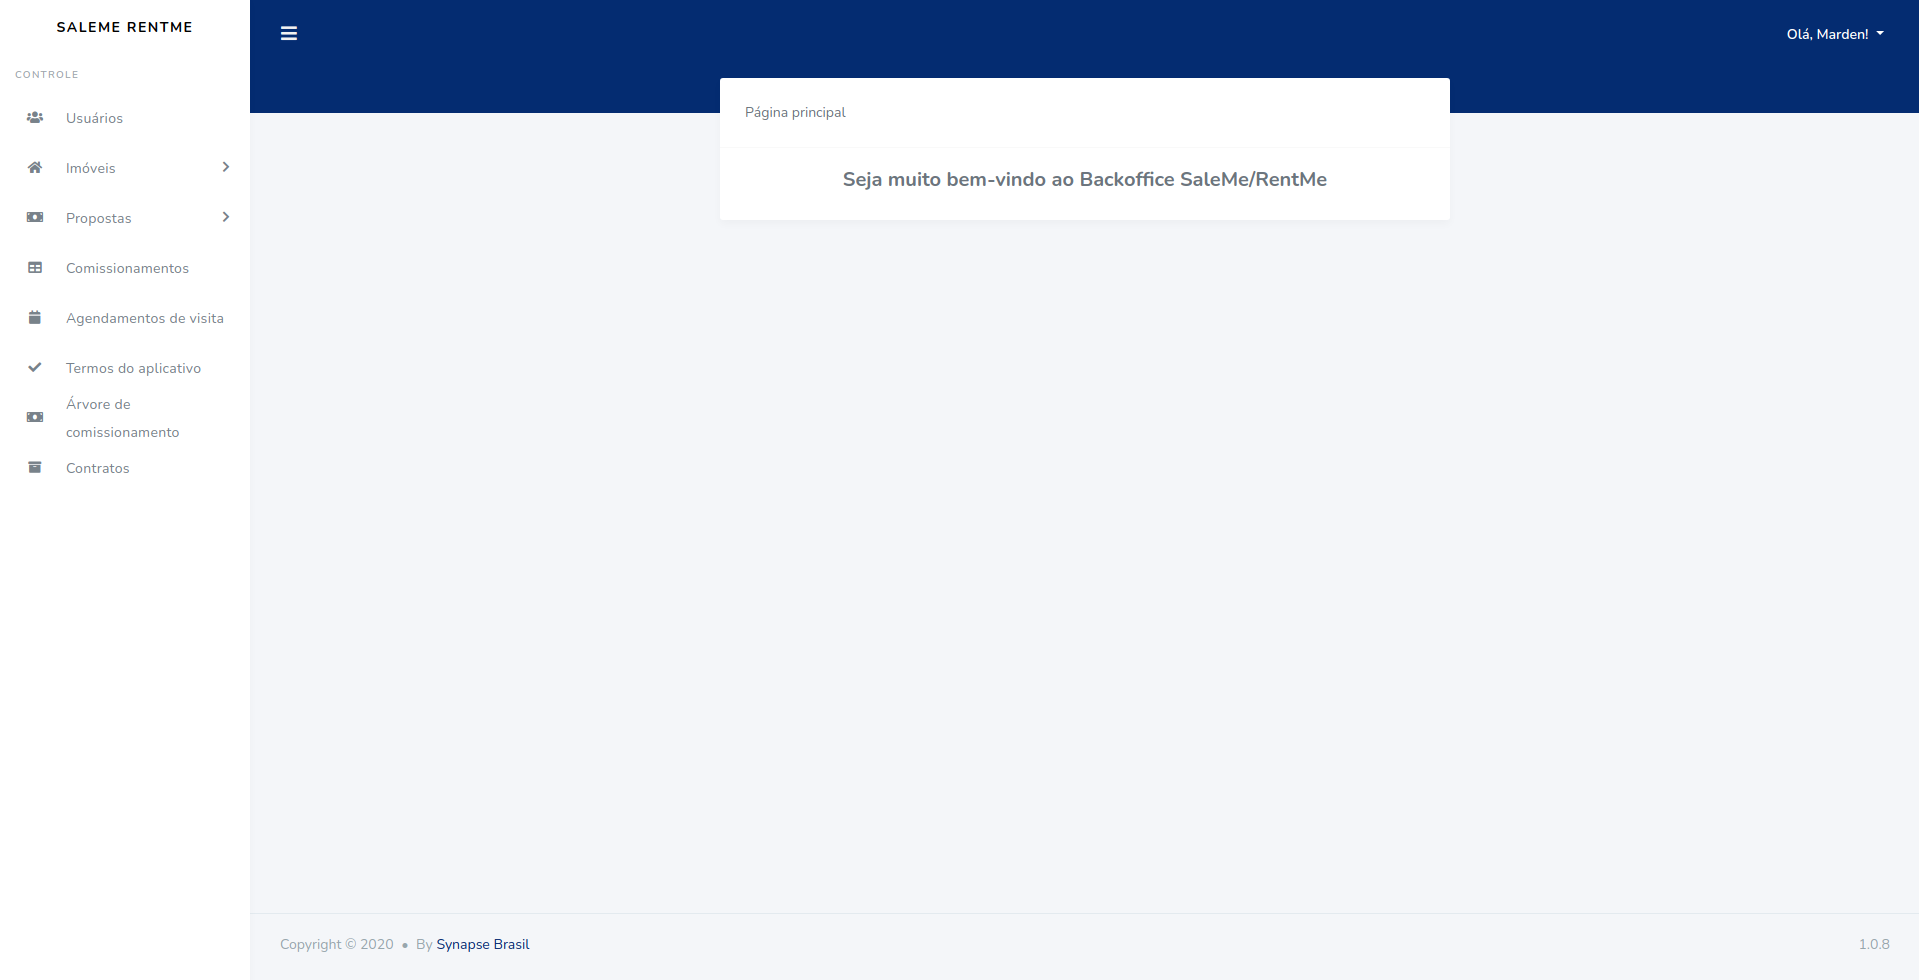 SALEME RENTME
CONTROLE
Usuários
Imóveis
Propostas
Comissionamentos
Agendamentos de visita
Termos do aplicativo
Árvore de
comissionamento
Contratos
Olá, Marden!
Página principal
Seja muito bem-vindo ao Backoffice SaleMe/RentMe
Copyright © 2020 • By Synapse Brasil
1.0.8